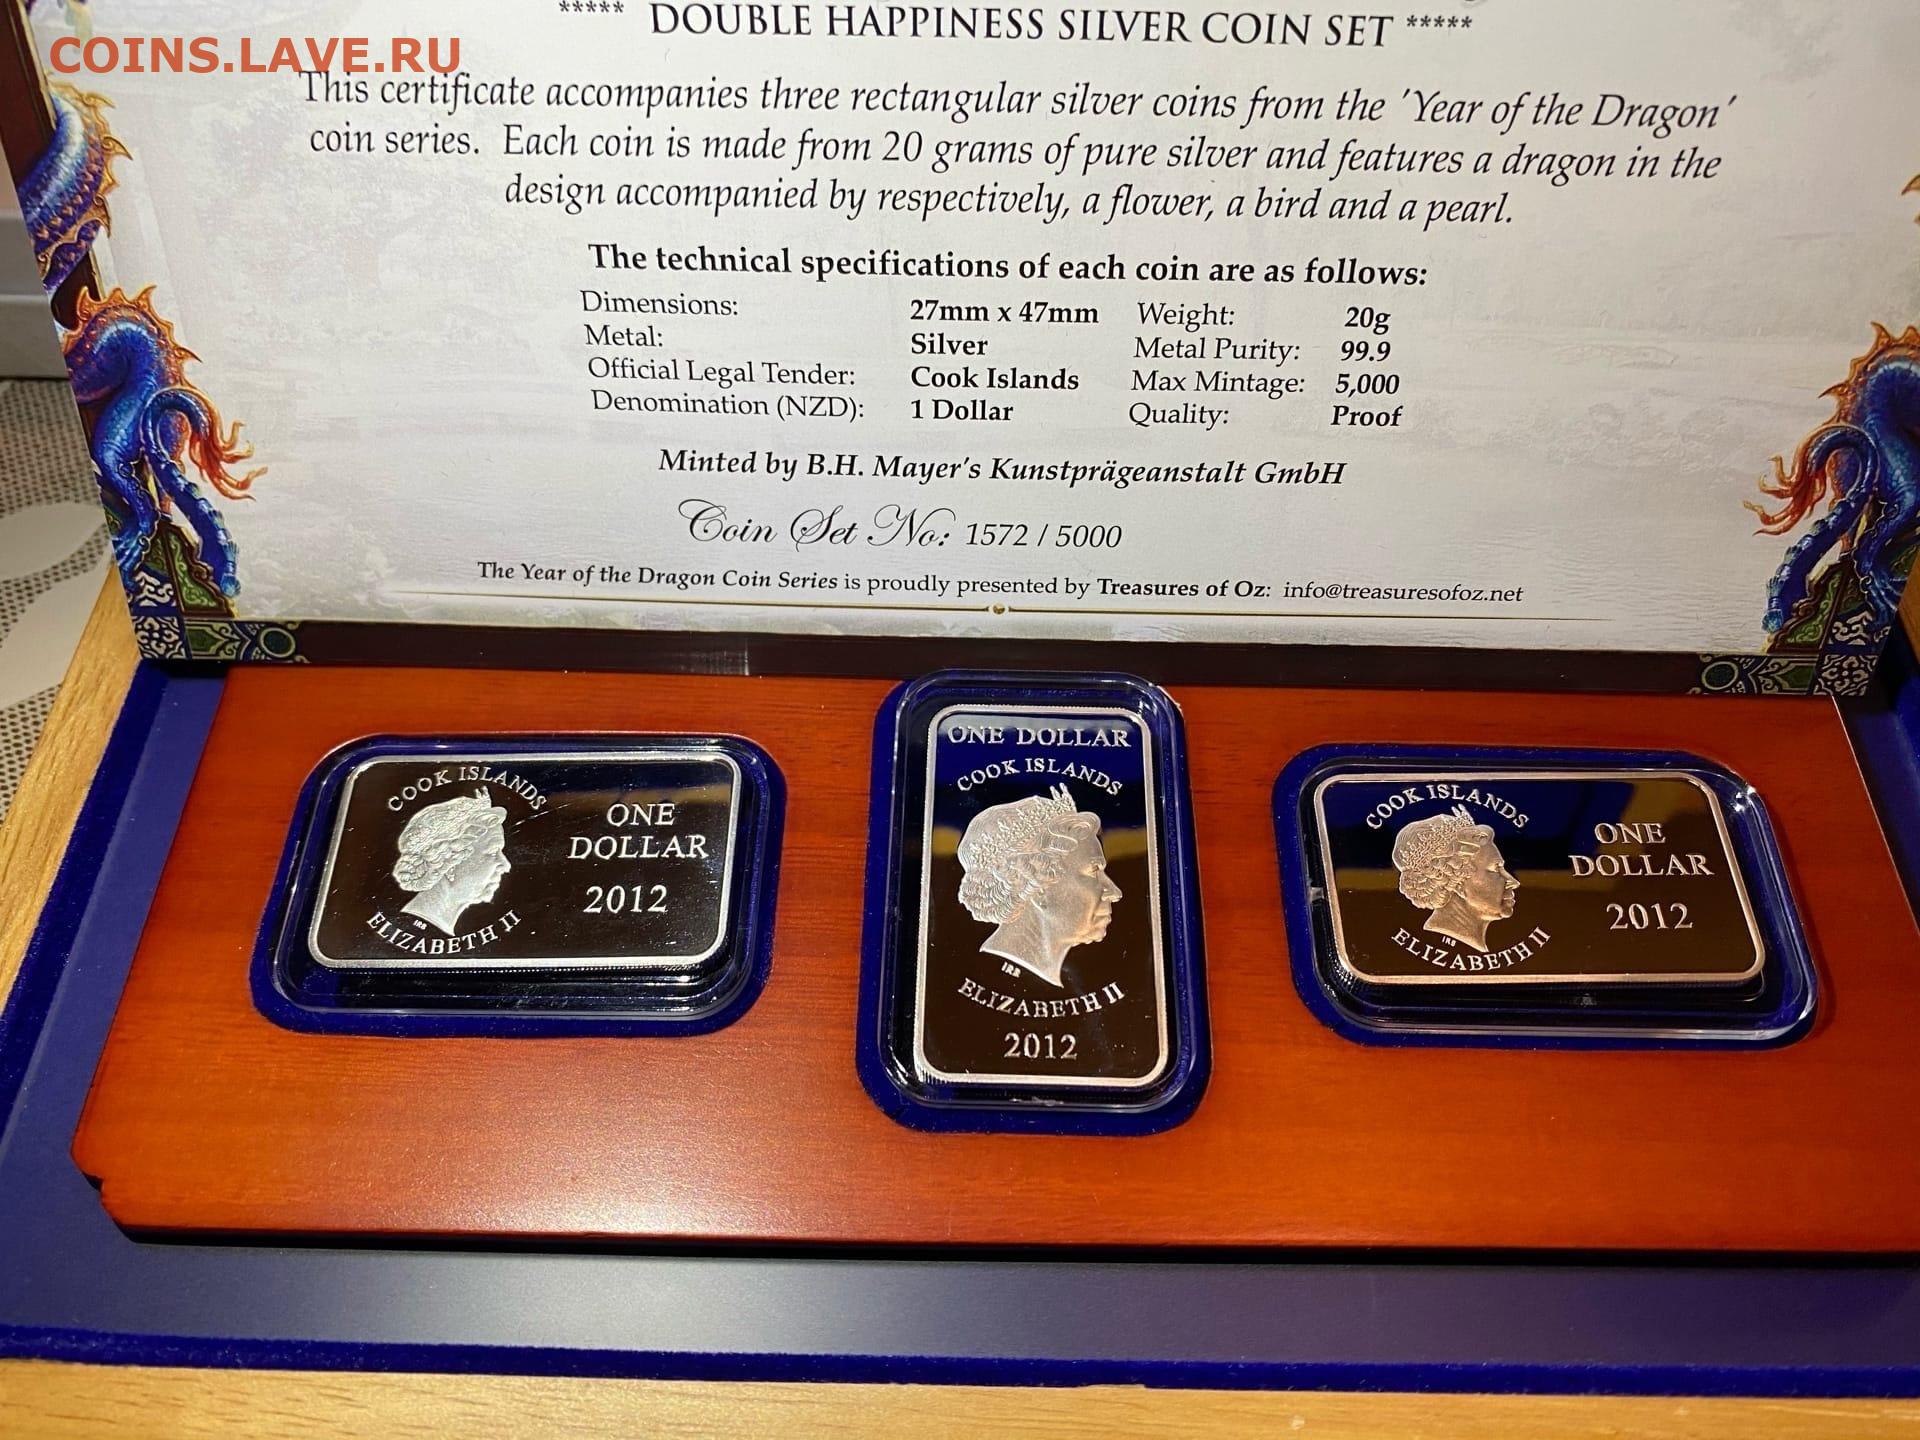 COINS.LAVE.RU
***** DOUBLE HAPPINESS SILVER COIN SET *****
This certificate accompanies three rectangular silver coins from the 'Year of the Dragon'
coin series. Each coin is made from 20 grams of pure silver and features a dragon in the
design accompanied by respectively, a flower, a bird and a pearl.
The technical specifications of each coin are as follows:
Dimensions: 27mm x 47mm Weight: 20g
Metal: Silver Metal Purity: 99.9
Official Legal Tender: Cook Islands Max Mintage: 5,000
Denomination (NZD): 1 Dollar Quality: Proof
Minted by B.H. Mayer's Kunstprägeanstalt GmbH
Coin Set No: 1572 / 5000
The Year of the Dragon Coin Series is proudly presented by Treasures of Oz: info@treasuresofoz.net
COOK ISLANDS
ONE
DOLLAR
2012
IRB
ELIZABETH II
ONE DOLLAR
COOK ISLANDS
IRB
ELIZABETH II
2012
COOK ISLANDS
ONE
DOLLAR
2012
IRB
ELIZABETH II